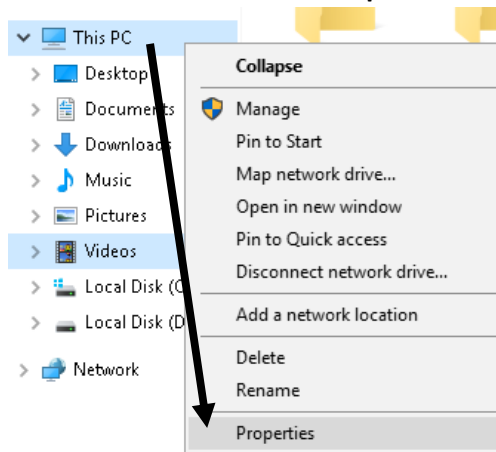 This PC
Desktop
Documents
Downloads
Music
Pictures
Videos
Local Disk (C
Local Disk (D
Network
Collapse
Manage
Pin to Start
Map network drive...
Open in new window
Pin to Quick access
Disconnect network drive...
Add a network location
Delete
Rename
Properties